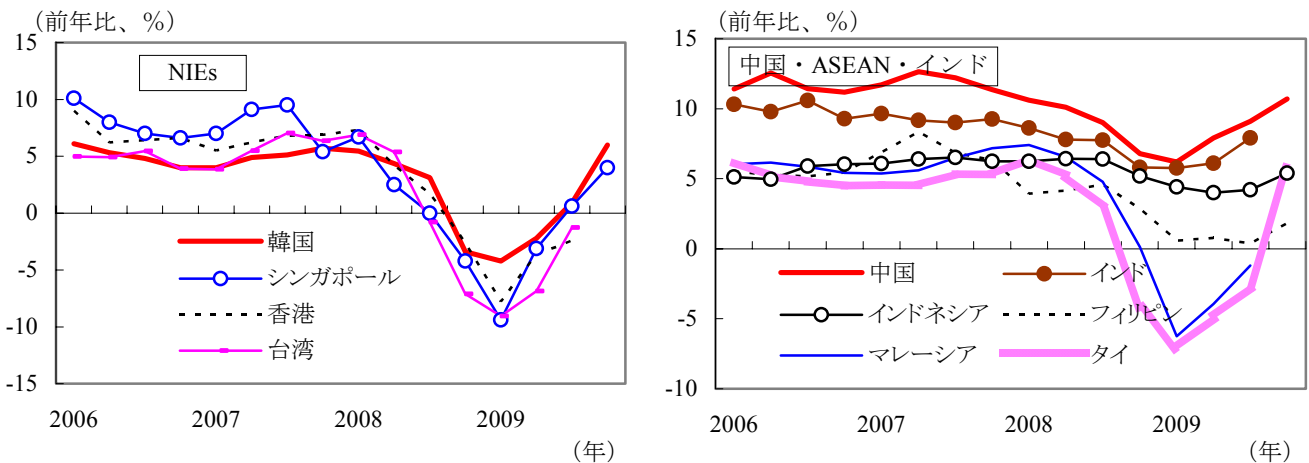 （前年比、%）
NIEs
15
10
5
0
-5
-10
-15
韓国
シンガポール
香港
台湾
2006 2007 2008 2009
（年）
（前年比、%）
中国・ASEAN・インド
15
10
5
0
-5
-10
中国 インド
インドネシア フィリピン
マレーシア タイ
2006 2007 2008 2009
（年）